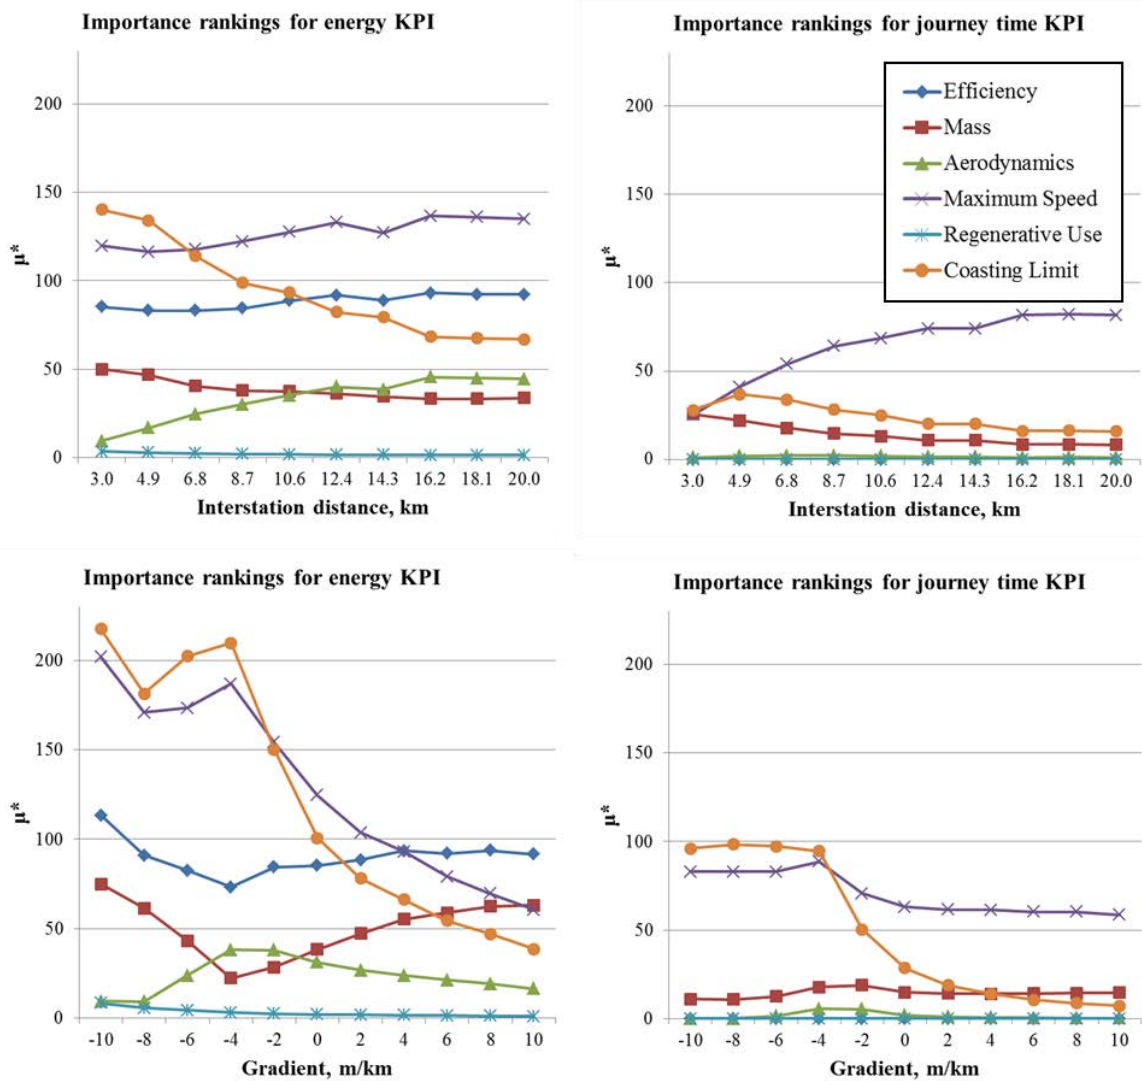 Importance rankings for energy KPI
200
150
100
50
0
μ*
3.0 4.9 6.8 8.7 10.6 12.4 14.3 16.2 18.1 20.0
Interstation distance, km
Importance rankings for journey time KPI
Efficiency
Mass
Aerodynamics
Maximum Speed
Regenerative Use
Coasting Limit
200
150
100
50
0
μ*
3.0 4.9 6.8 8.7 10.6 12.4 14.3 16.2 18.1 20.0
Interstation distance, km
Importance rankings for energy KPI
200
150
100
50
0
μ*
-10 -8 -6 -4 -2 0 2 4 6 8 10
Gradient, m/km
Importance rankings for journey time KPI
200
150
100
50
0
μ*
-10 -8 -6 -4 -2 0 2 4 6 8 10
Gradient, m/km